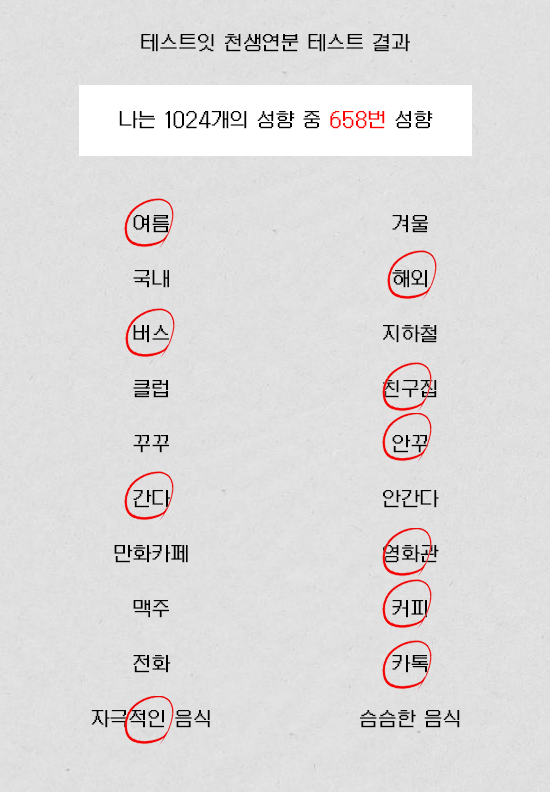 테스트잇 천생연분 테스트 결과
나는 1024개의 성향 중 658번 성향
여름 겨울
국내 해외
버스 지하철
클럽 친구집
꾸꾸 안꾸
간다 안간다
만화카페 영화관
맥주 커피
전화 카톡
자극적인 음식 슴슴한 음식